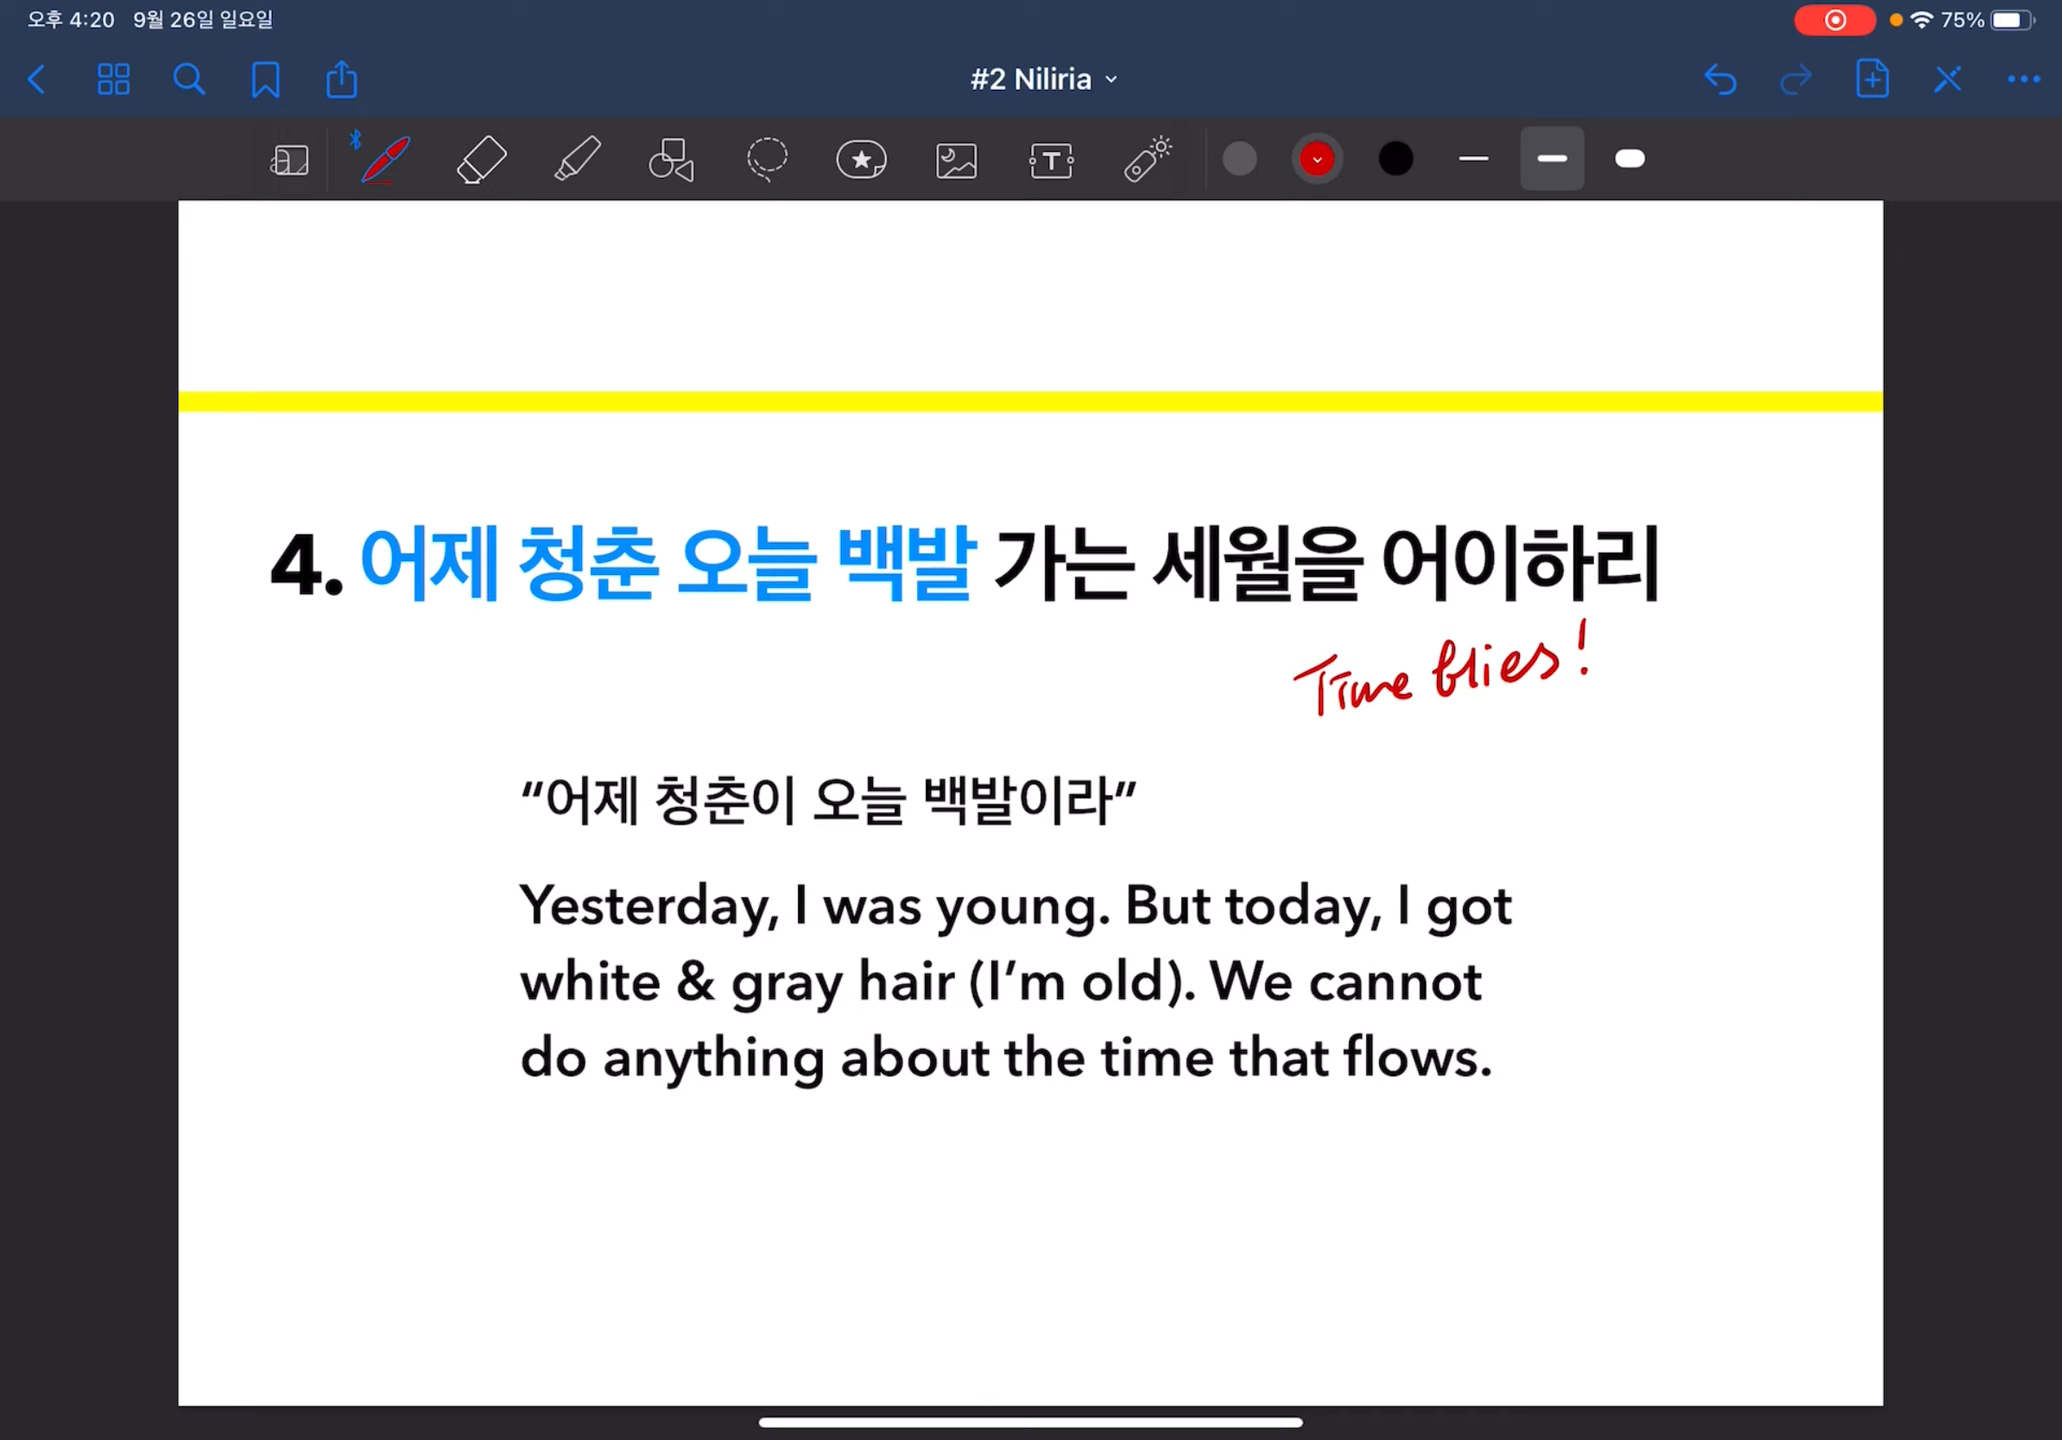 오후 4:20 9월 26일 일요일
75%
#2 Niliria
4. 어제 청춘 오늘 백발 가는 세월을 어이하리
Time flies!
“어제 청춘이 오늘 백발이라”
Yesterday, I was young. But today, I got
white & gray hair (I’m old). We cannot
do anything about the time that flows.